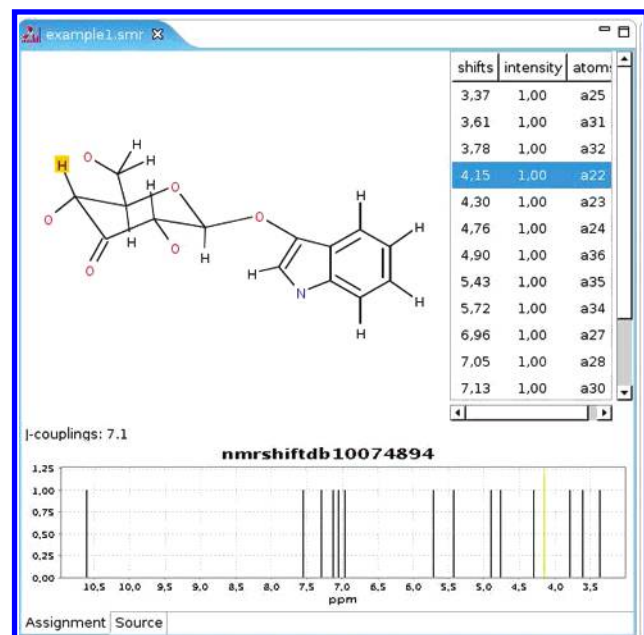 example1.smr
shifts intensity atom
3,37 1,00 a25
3,61 1,00 a31
3,78 1,00 a32
4,15 1,00 a22
4,30 1,00 a23
4,76 1,00 a24
4,90 1,00 a36
5,43 1,00 a35
5,72 1,00 a34
6,96 1,00 a27
7,05 1,00 a28
7,13 1,00 a30
H
O
H
H
H
O
O
O
O
H
O
H
H
H
N
H
H
H
H
J-couplings: 7.1
nmrshiftdb10074894
1,25
1,00
0,75
0,50
0,25
0,00
10,5 10,0 9,5 9,0 8,5 8,0 7,5 7,0 6,5 6,0 5,5 5,0 4,5 4,0 3,5
ppm
Assignment Source